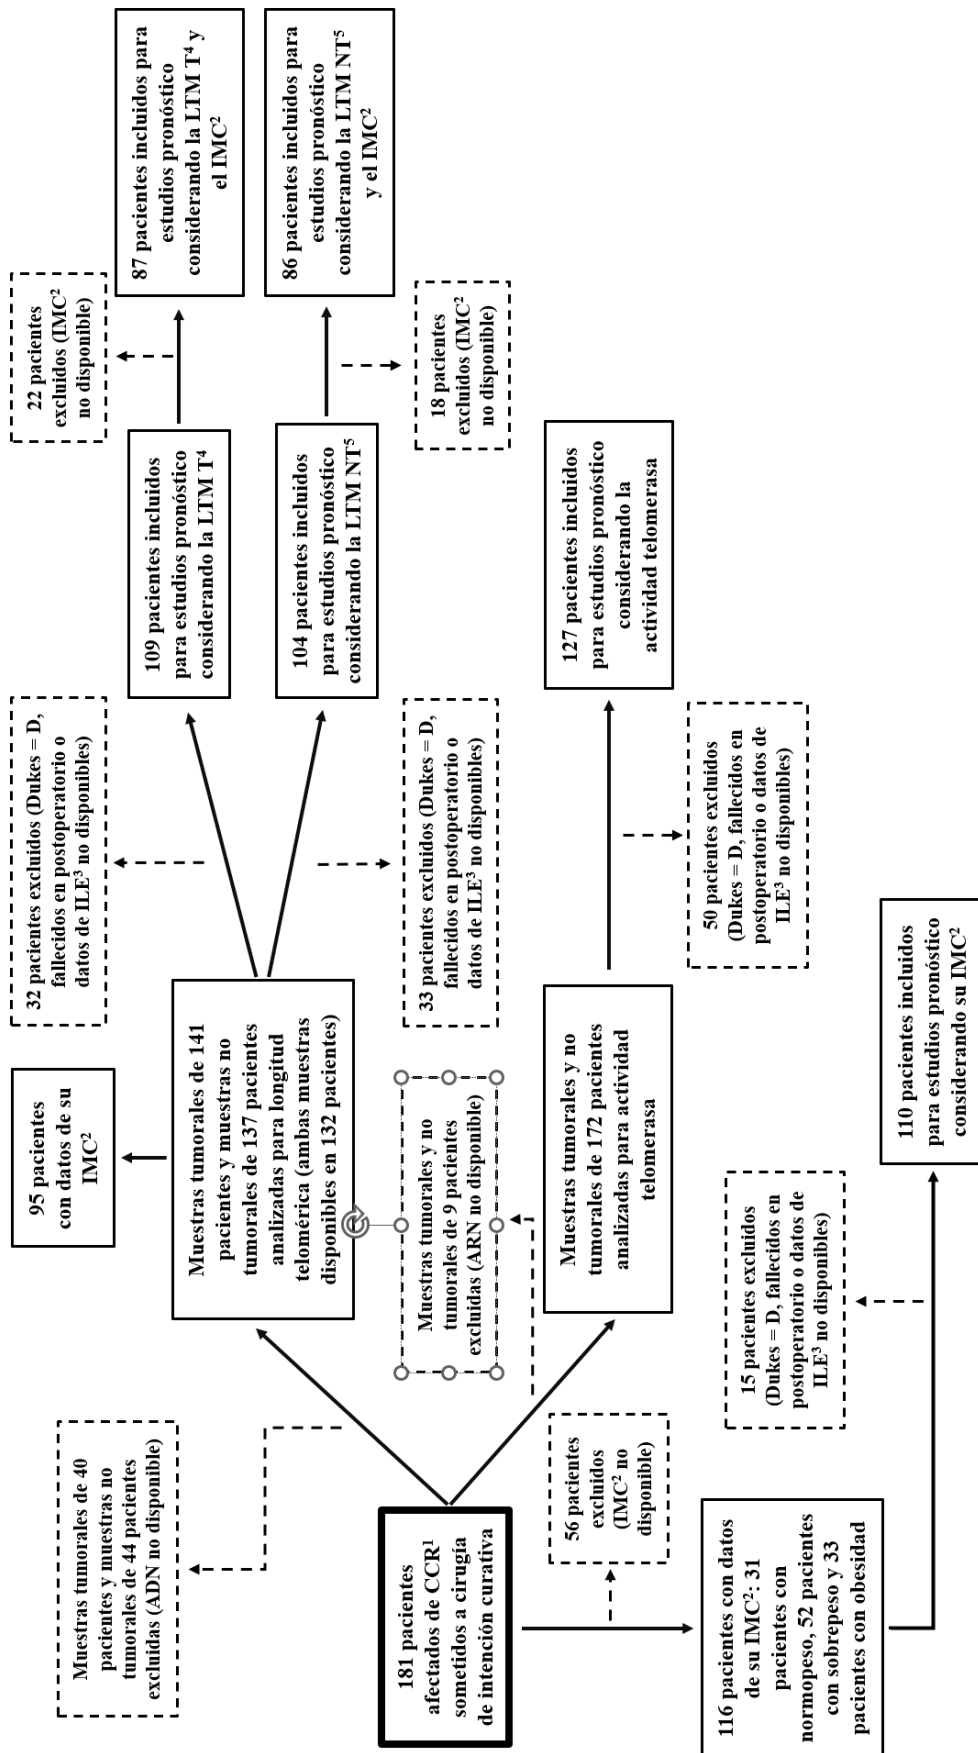 181 pacientes
afectados de CCR¹
sometidos a cirugía
de intención curativa
Muestras tumorales de 40
pacientes y muestras no
tumorales de 44 pacientes
excluidas (ADN no disponible)
Muestras tumorales de 141
pacientes y muestras no
tumorales de 137 pacientes
analizadas para longitud
telomérica (ambas muestras
disponibles en 132 pacientes)
95 pacientes
con datos de su
IMC²
32 pacientes excluidos (Dukes = D,
fallecidos en postoperatorio o
datos de ILE³ no disponibles)
109 pacientes incluidos
para estudios pronóstico
considerando la LTM T⁴
22 pacientes
excluidos (IMC²
no disponible)
87 pacientes incluidos para
estudios pronóstico
considerando la LTM T⁴ y
el IMC²
33 pacientes excluidos (Dukes = D,
fallecidos en postoperatorio o
datos de ILE³ no disponibles)
104 pacientes incluidos
para estudios pronóstico
considerando la LTM NT⁵
18 pacientes
excluidos (IMC²
no disponible)
86 pacientes incluidos para
estudios pronóstico
considerando la LTM NT⁵
y el IMC²
Muestras tumorales y no
tumorales de 9 pacientes
excluidas (ARN no disponible)
Muestras tumorales y no
tumorales de 172 pacientes
analizadas para actividad
telomerasa
50 pacientes excluidos
(Dukes = D, fallecidos en
postoperatorio o datos de
ILE³ no disponibles)
127 pacientes incluidos
para estudios pronóstico
considerando la
actividad telomerasa
56 pacientes
excluidos
(IMC² no
disponible)
116 pacientes con datos
de su IMC²: 31
pacientes con
normopeso, 52 pacientes
con sobrepeso y 33
pacientes con obesidad
15 pacientes excluidos
(Dukes = D, fallecidos en
postoperatorio o datos de
ILE³ no disponibles)
110 pacientes incluidos
para estudios pronóstico
considerando su IMC²